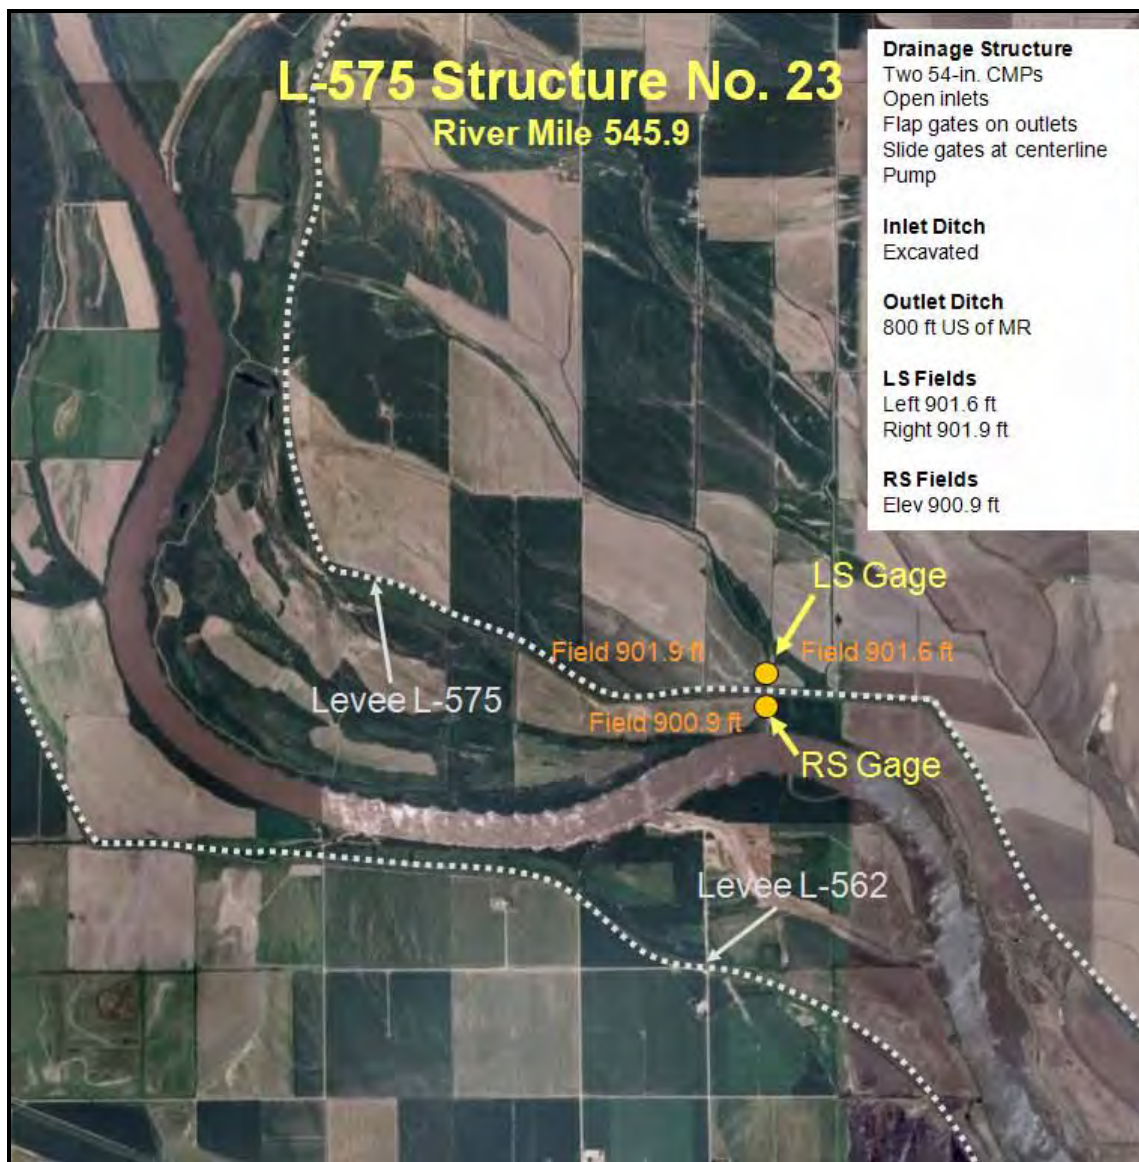 L-575 Structure No. 23
River Mile 545.9
Drainage Structure
Two 54-in. CMPs
Open inlets
Flap gates on outlets
Slide gates at centerline
Pump
Inlet Ditch
Excavated
Outlet Ditch
800 ft US of MR
LS Fields
Left 901.6 ft
Right 901.9 ft
RS Fields
Elev 900.9 ft
LS Gage
Field 901.9 ft
Field 901.6 ft
Levee L-575
Field 900.9 ft
RS Gage
Levee L-562